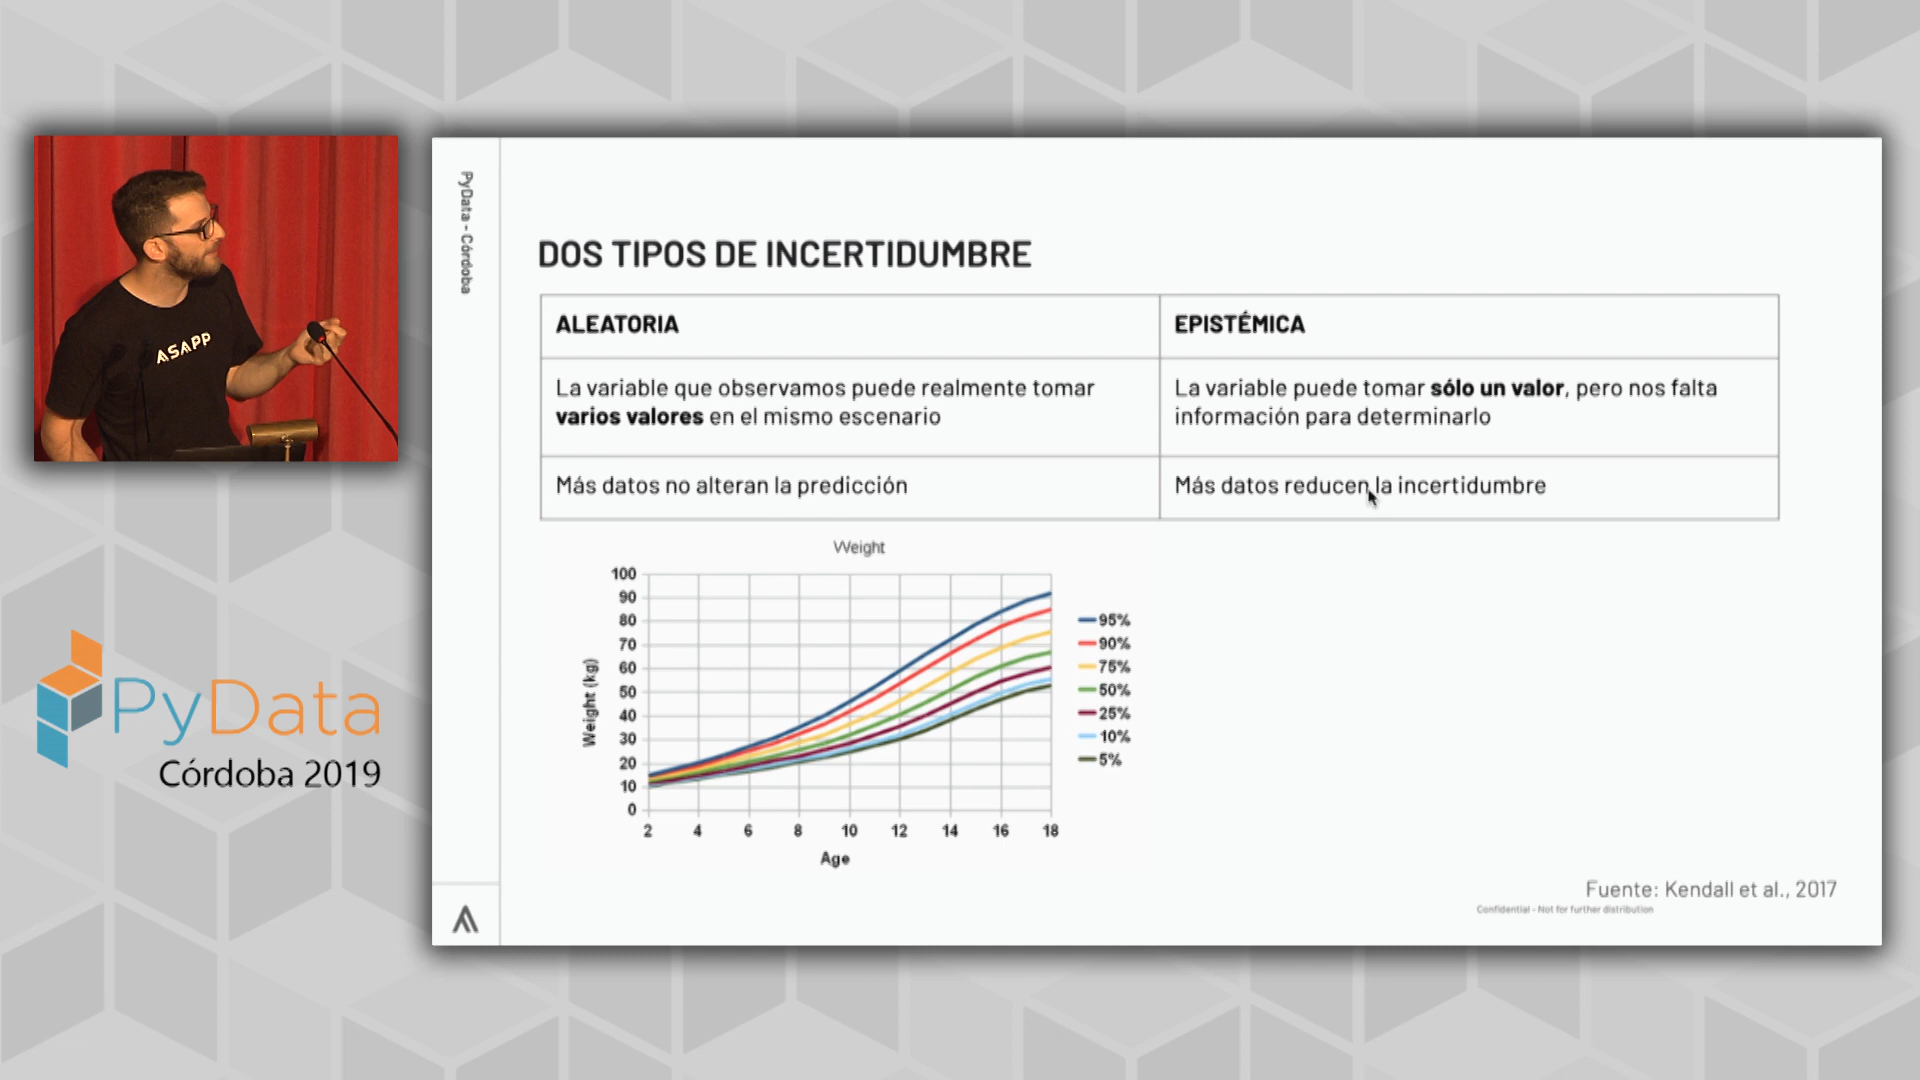 PyData - Córdoba
ASAPP
DOS TIPOS DE INCERTIDUMBRE
ALEATORIA
EPISTÉMICA
La variable que observamos puede realmente tomar
varios valores en el mismo escenario
La variable puede tomar sólo un valor, pero nos falta
información para determinarlo
Más datos no alteran la predicción
Más datos reducen la incertidumbre
Weight
100
90
80
70
60
50
40
30
20
10
0
Weight (kg)
2 4 6 8 10 12 14 16 18
Age
95%
90%
75%
50%
25%
10%
5%
Fuente: Kendall et al., 2017
Confidential - Not for further distribution
PyData
Córdoba 2019